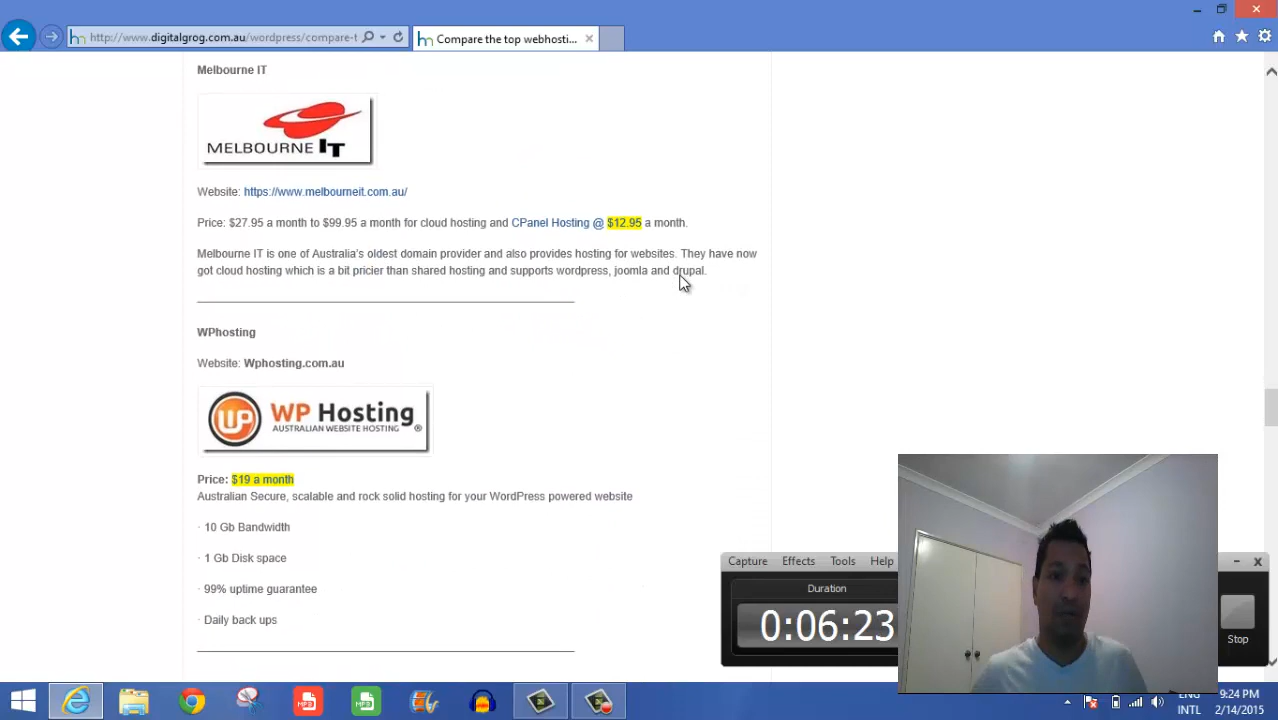 http://www.digitalgrog.com.au/wordpress/compare-t
Compare the top webhosti...
Melbourne IT
MELBOURNE IT
Website: https://www.melbourneit.com.au/
Price: $27.95 a month to $99.95 a month for cloud hosting and CPanel Hosting @ $12.95 a month.
Melbourne IT is one of Australia's oldest domain provider and also provides hosting for websites. They have now
got cloud hosting which is a bit pricier than shared hosting and supports wordpress, joomla and drupal.
WPhosting
Website: Wphosting.com.au
UP WP Hosting ®
AUSTRALIAN WEBSITE HOSTING
Price: $19 a month
Australian Secure, scalable and rock solid hosting for your WordPress powered website
· 10 Gb Bandwidth
· 1 Gb Disk space
· 99% uptime guarantee
· Daily back ups
Capture Effects Tools Help
Duration
0:06:23
Stop
MP3
MP3
ENG
INTL
9:24 PM
2/14/2015